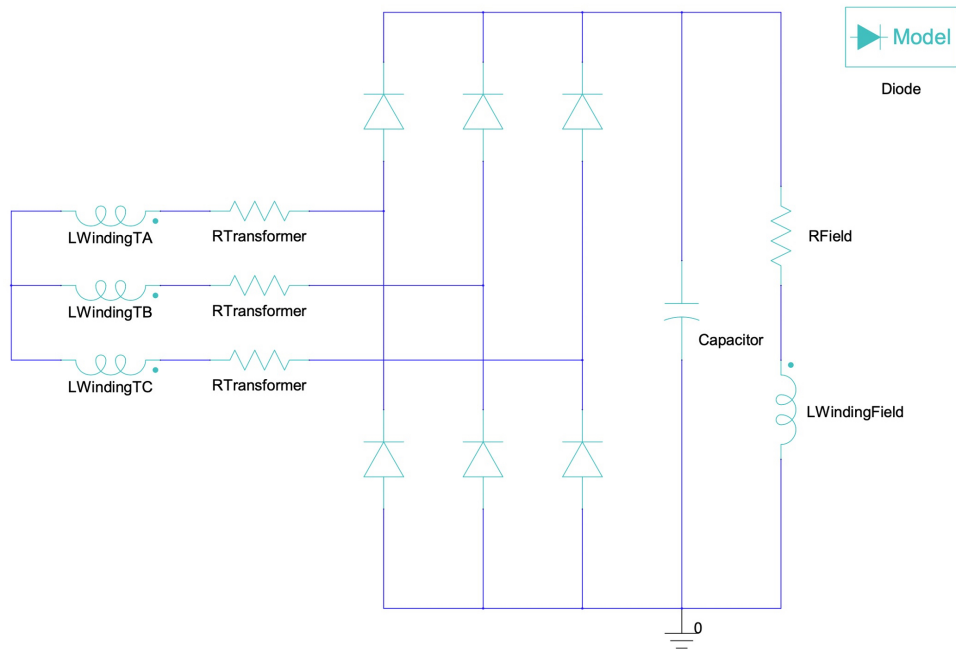 Model
Diode
LWindingTA
RTransformer
RField
LWindingTB
RTransformer
Capacitor
LWindingTC
RTransformer
LWindingField
0